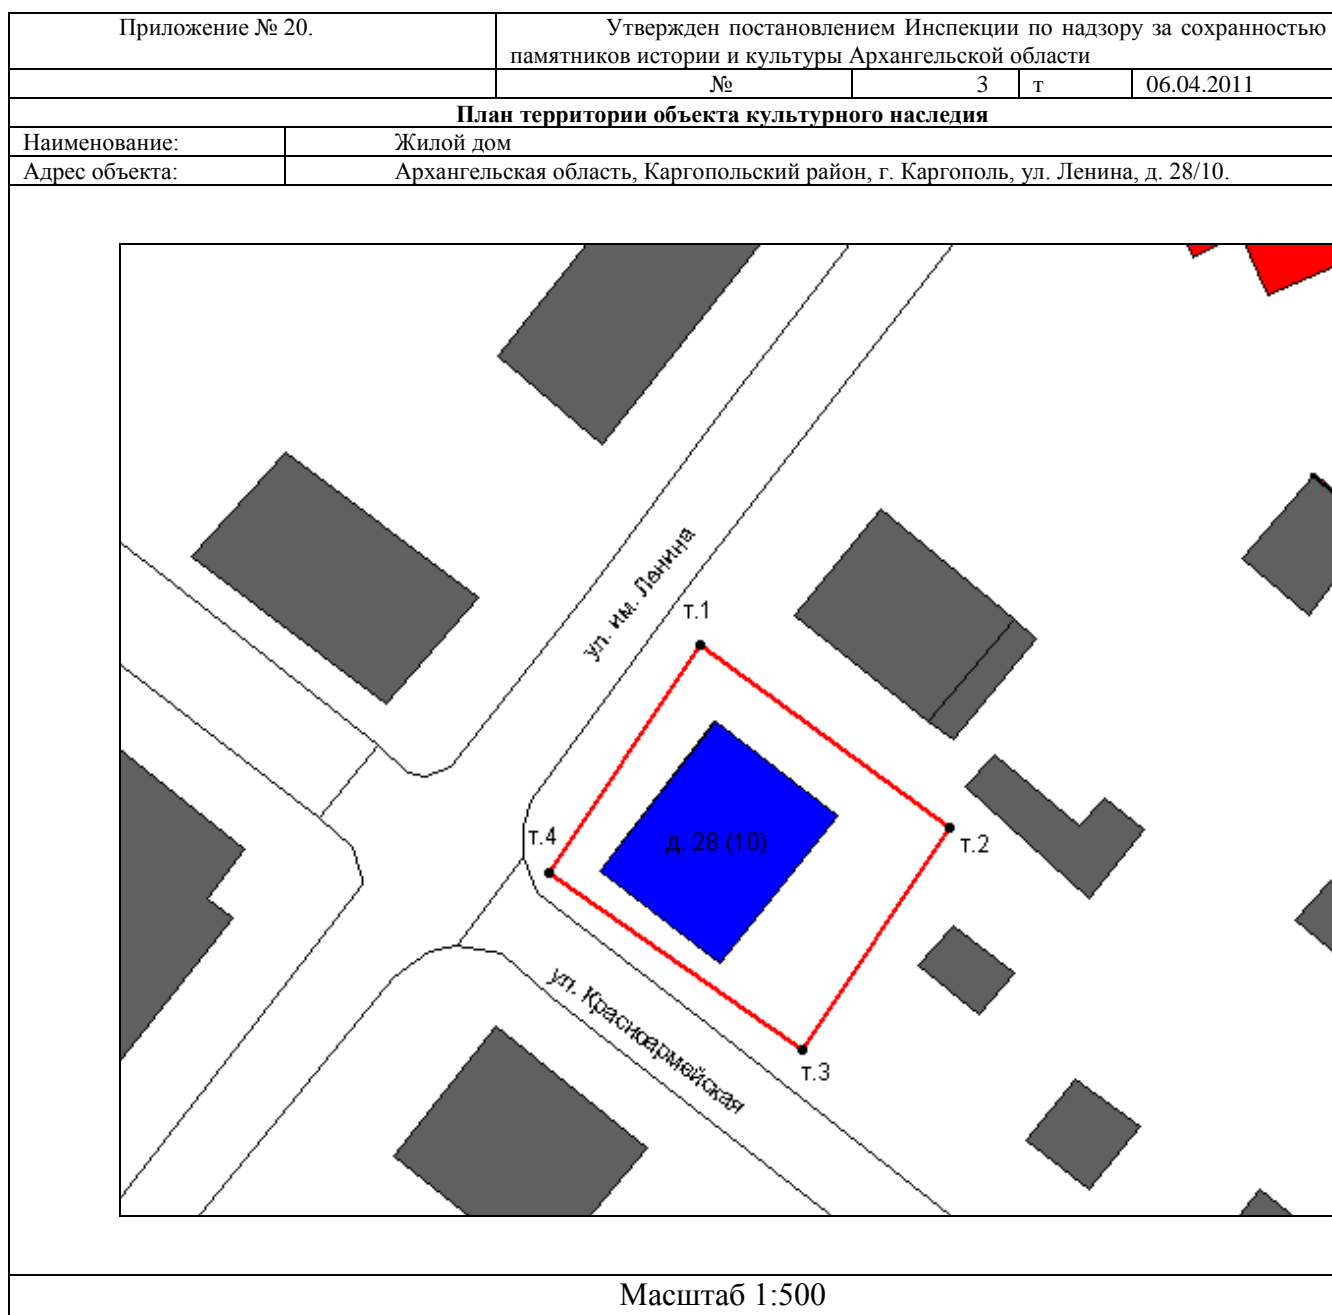 Приложение № 20.
Утвержден постановлением Инспекции по надзору за сохранностью
памятников истории и культуры Архангельской области
№ 3 т 06.04.2011
План территории объекта культурного наследия
Наименование: Жилой дом
Адрес объекта: Архангельская область, Каргопольский район, г. Каргополь, ул. Ленина, д. 28/10.
ул. им. Ленина
т.1
т.4
д. 28 (10)
т.2
ул. Красноармейская
т.3
Масштаб 1:500